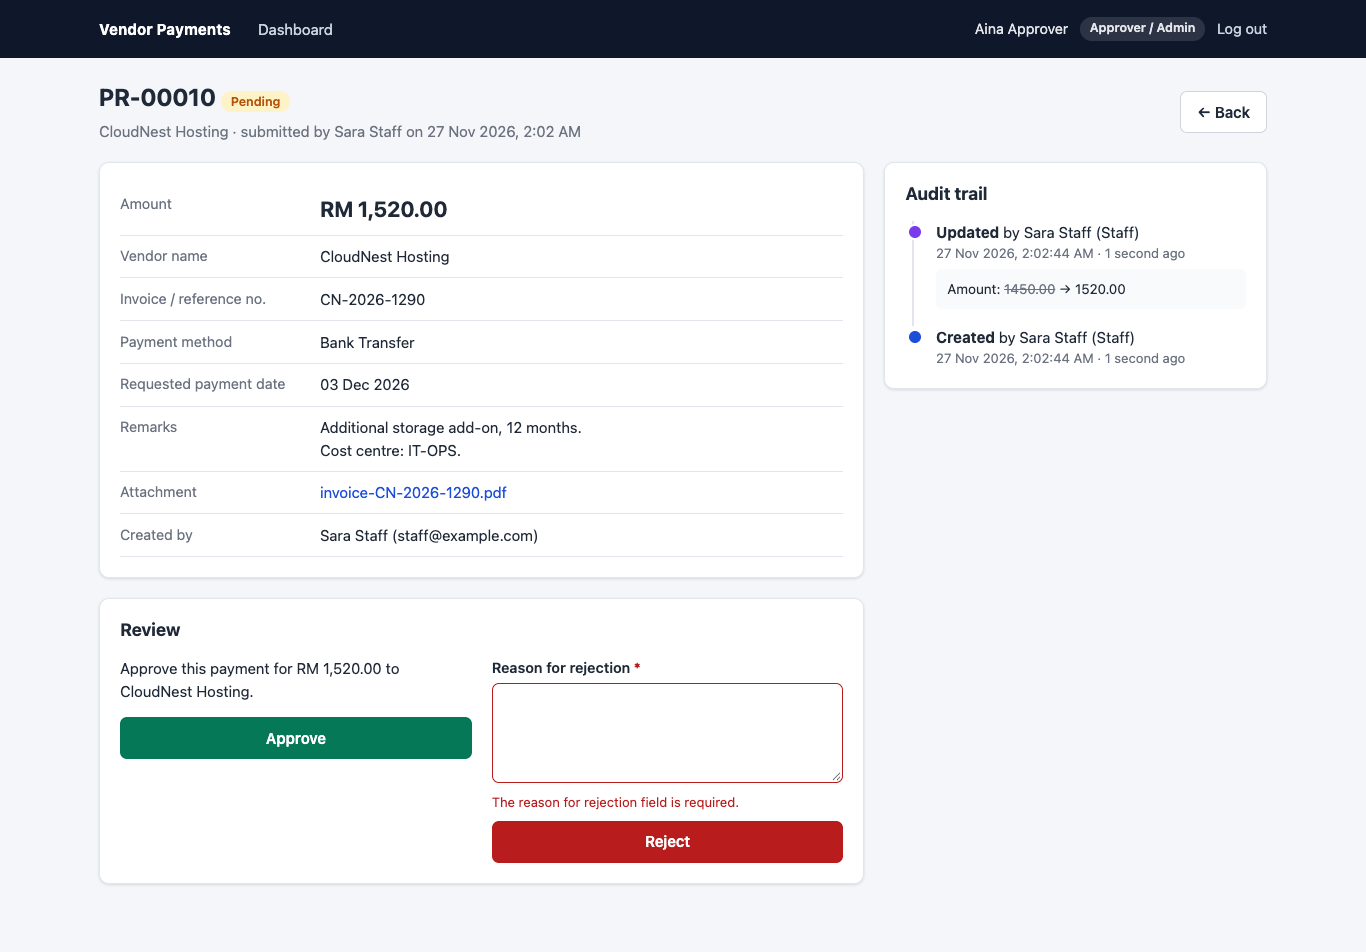 Vendor Payments Dashboard Aina Approver Approver / Admin Log out
PR-00010 Pending
CloudNest Hosting · submitted by Sara Staff on 27 Nov 2026, 2:02 AM
← Back
Amount RM 1,520.00
Vendor name CloudNest Hosting
Invoice / reference no. CN-2026-1290
Payment method Bank Transfer
Requested payment date 03 Dec 2026
Remarks Additional storage add-on, 12 months.
Cost centre: IT-OPS.
Attachment invoice-CN-2026-1290.pdf
Created by Sara Staff (staff@example.com)
Audit trail
Updated by Sara Staff (Staff)
27 Nov 2026, 2:02:44 AM · 1 second ago
Amount: 1450.00 → 1520.00
Created by Sara Staff (Staff)
27 Nov 2026, 2:02:44 AM · 1 second ago
Review
Approve this payment for RM 1,520.00 to
CloudNest Hosting.
Approve
Reason for rejection *
The reason for rejection field is required.
Reject